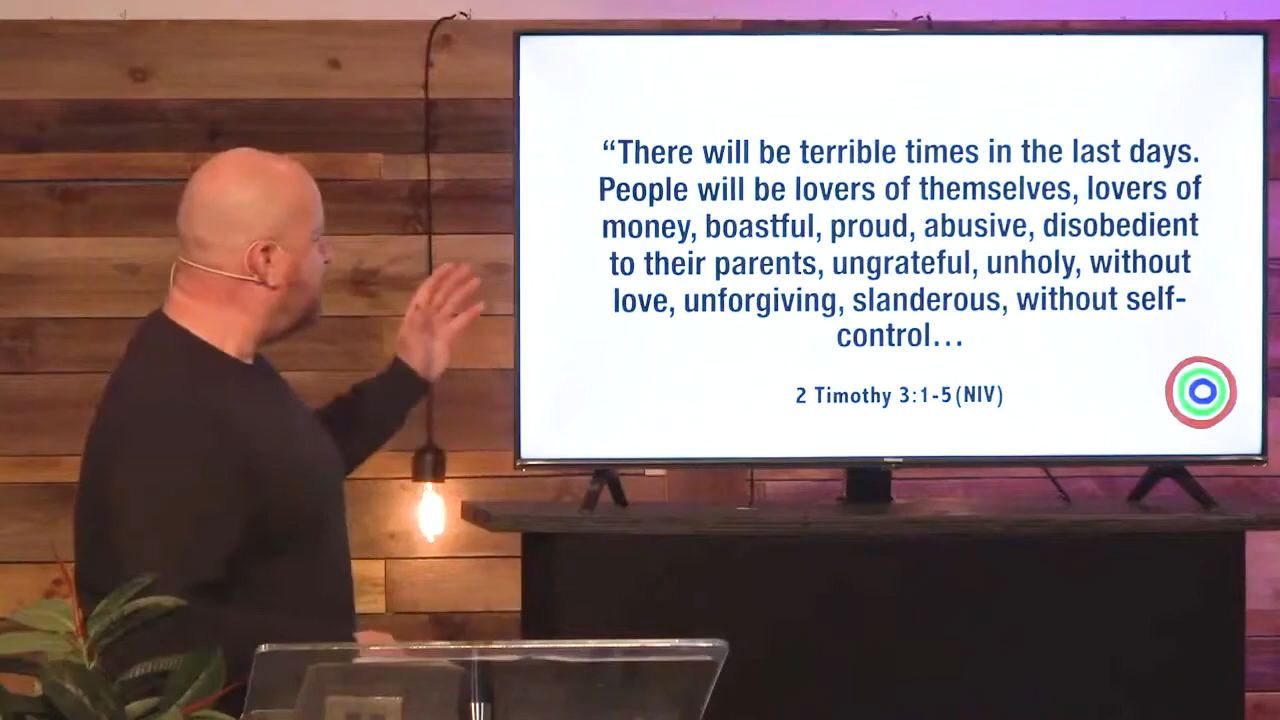 “There will be terrible times in the last days.
People will be lovers of themselves, lovers of
money, boastful, proud, abusive, disobedient
to their parents, ungrateful, unholy, without
love, unforgiving, slanderous, without self-
control…
2 Timothy 3:1-5(NIV)